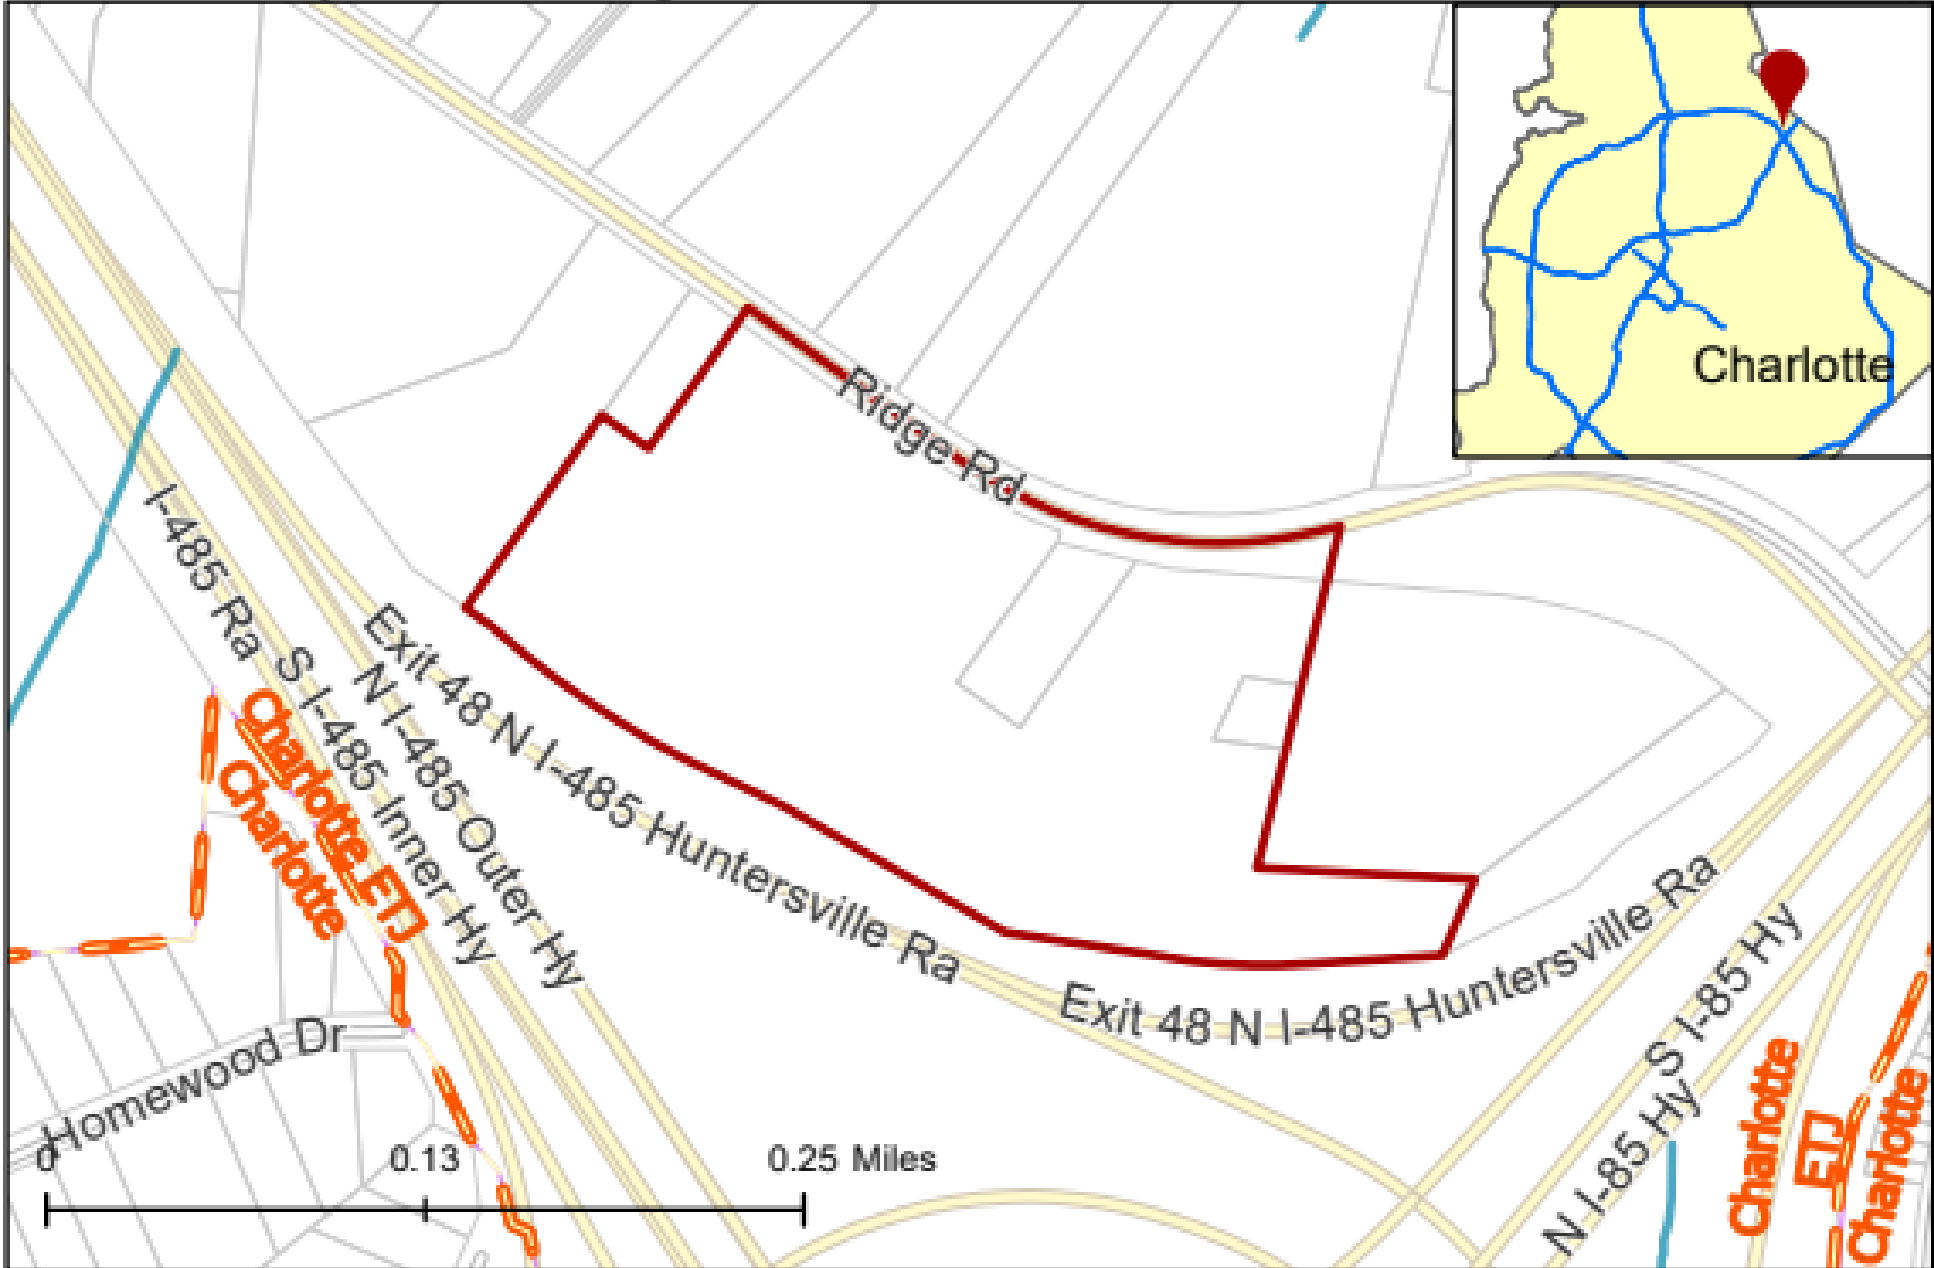 Charlotte
Ridge Rd
I-485 Ra
S I-485 Inner Hy
N I-485 Outer Hy
Exit 48 N I-485 Huntersville Ra
Exit 48 N I-485 Huntersville Ra
Charlotte ETJ
Charlotte
S I-85 Hy
N I-85 Hy
Charlotte
ETJ
Charlotte
Homewood Dr
0
0.13
0.25 Miles